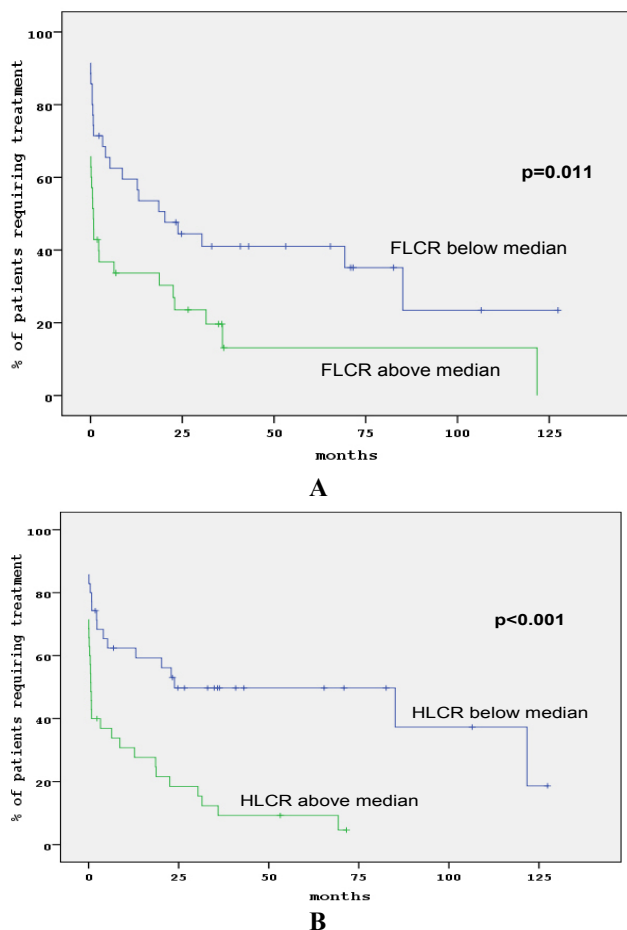 100
80
60
40
20
0
% of patients requiring treatment
p=0.011
FLCR below median
FLCR above median
0 25 50 75 100 125
months
A
100
80
60
40
20
0
% of patients requiring treatment
p<0.001
HLCR below median
HLCR above median
0 25 50 75 100 125
months
B